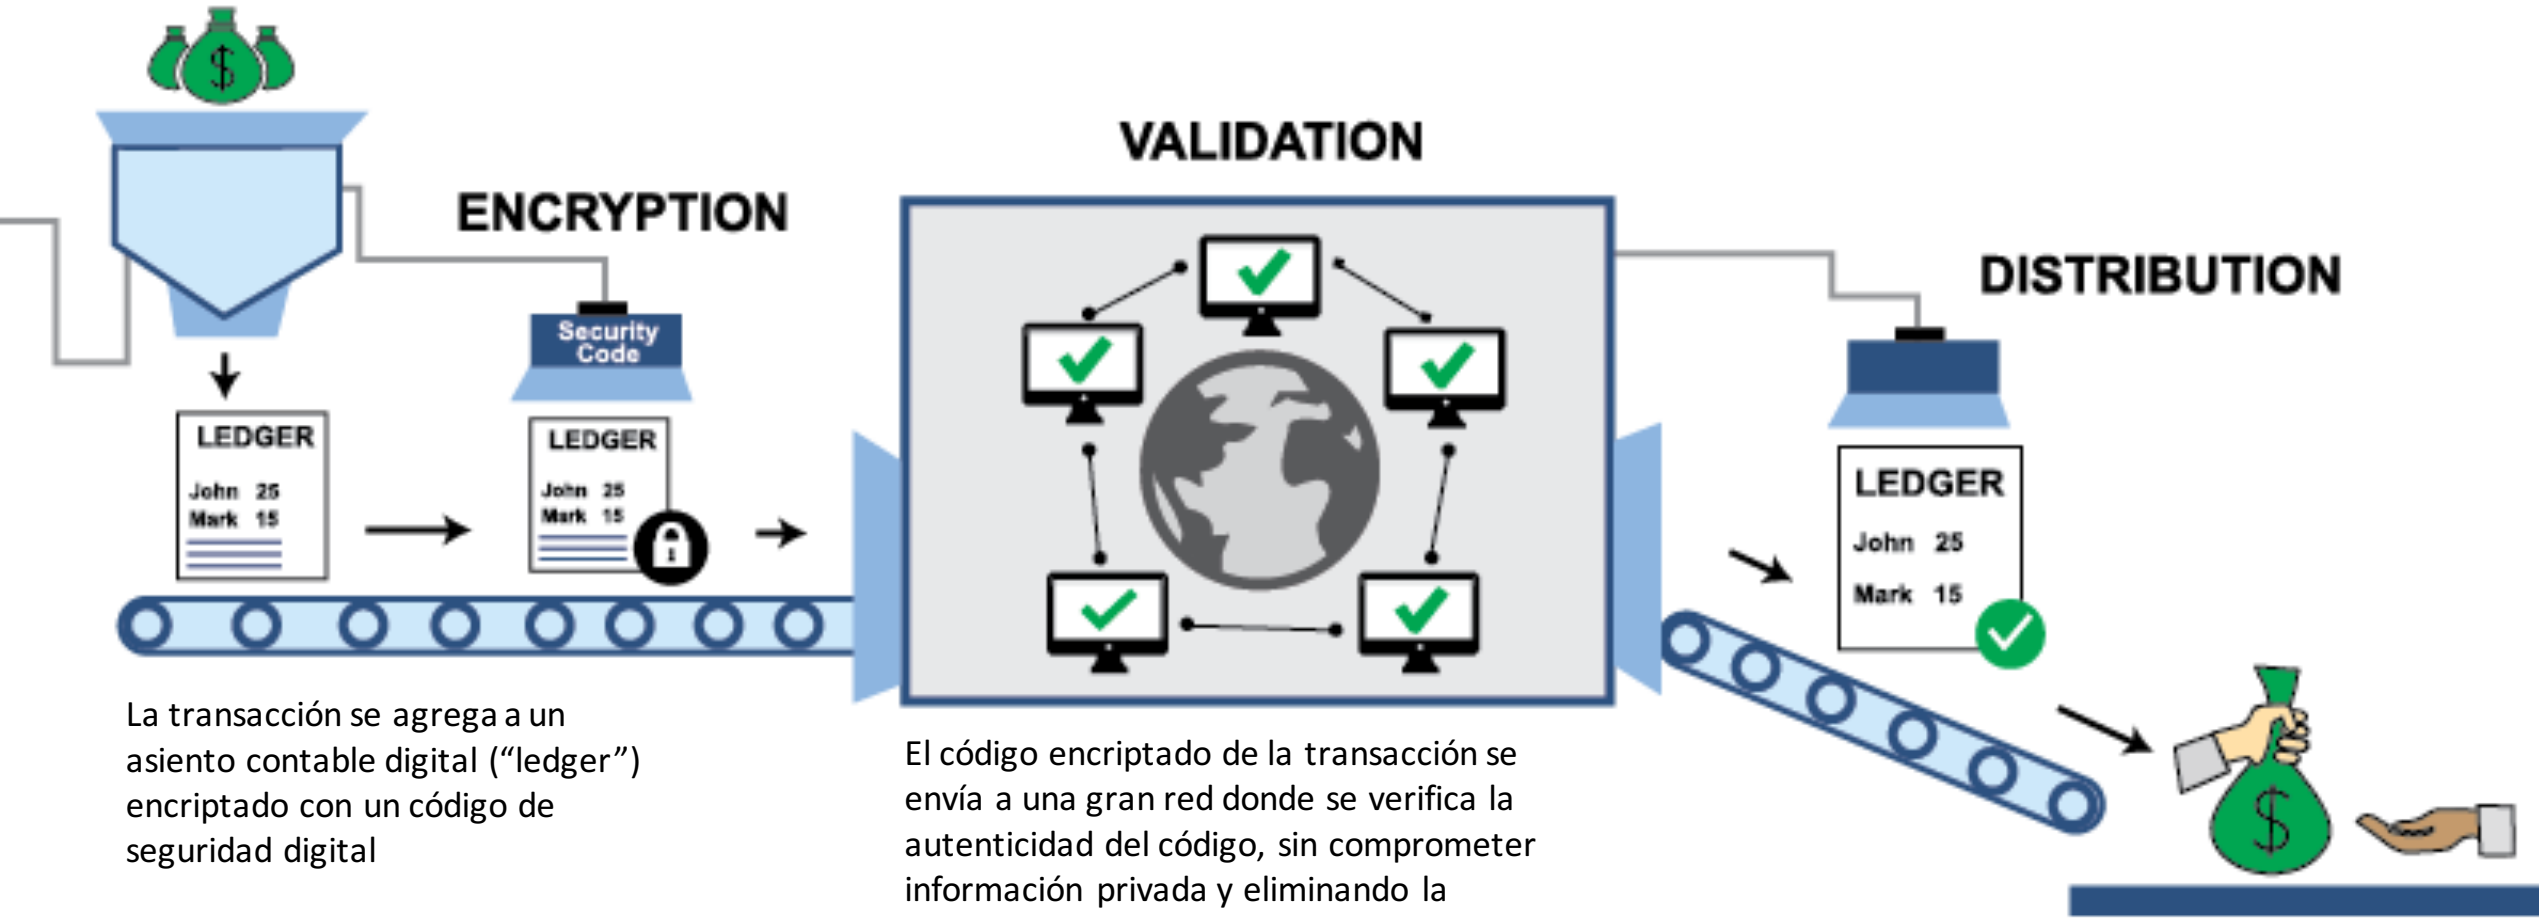 ENCRYPTION
Security
Code
LEDGER
John 25
Mark 15
LEDGER
John 25
Mark 15
La transacción se agrega a un
asiento contable digital (“ledger”)
encriptado con un código de
seguridad digital
VALIDATION
El código encriptado de la transacción se
envía a una gran red donde se verifica la
autenticidad del código, sin comprometer
información privada y eliminando la
DISTRIBUTION
LEDGER
John 25
Mark 15